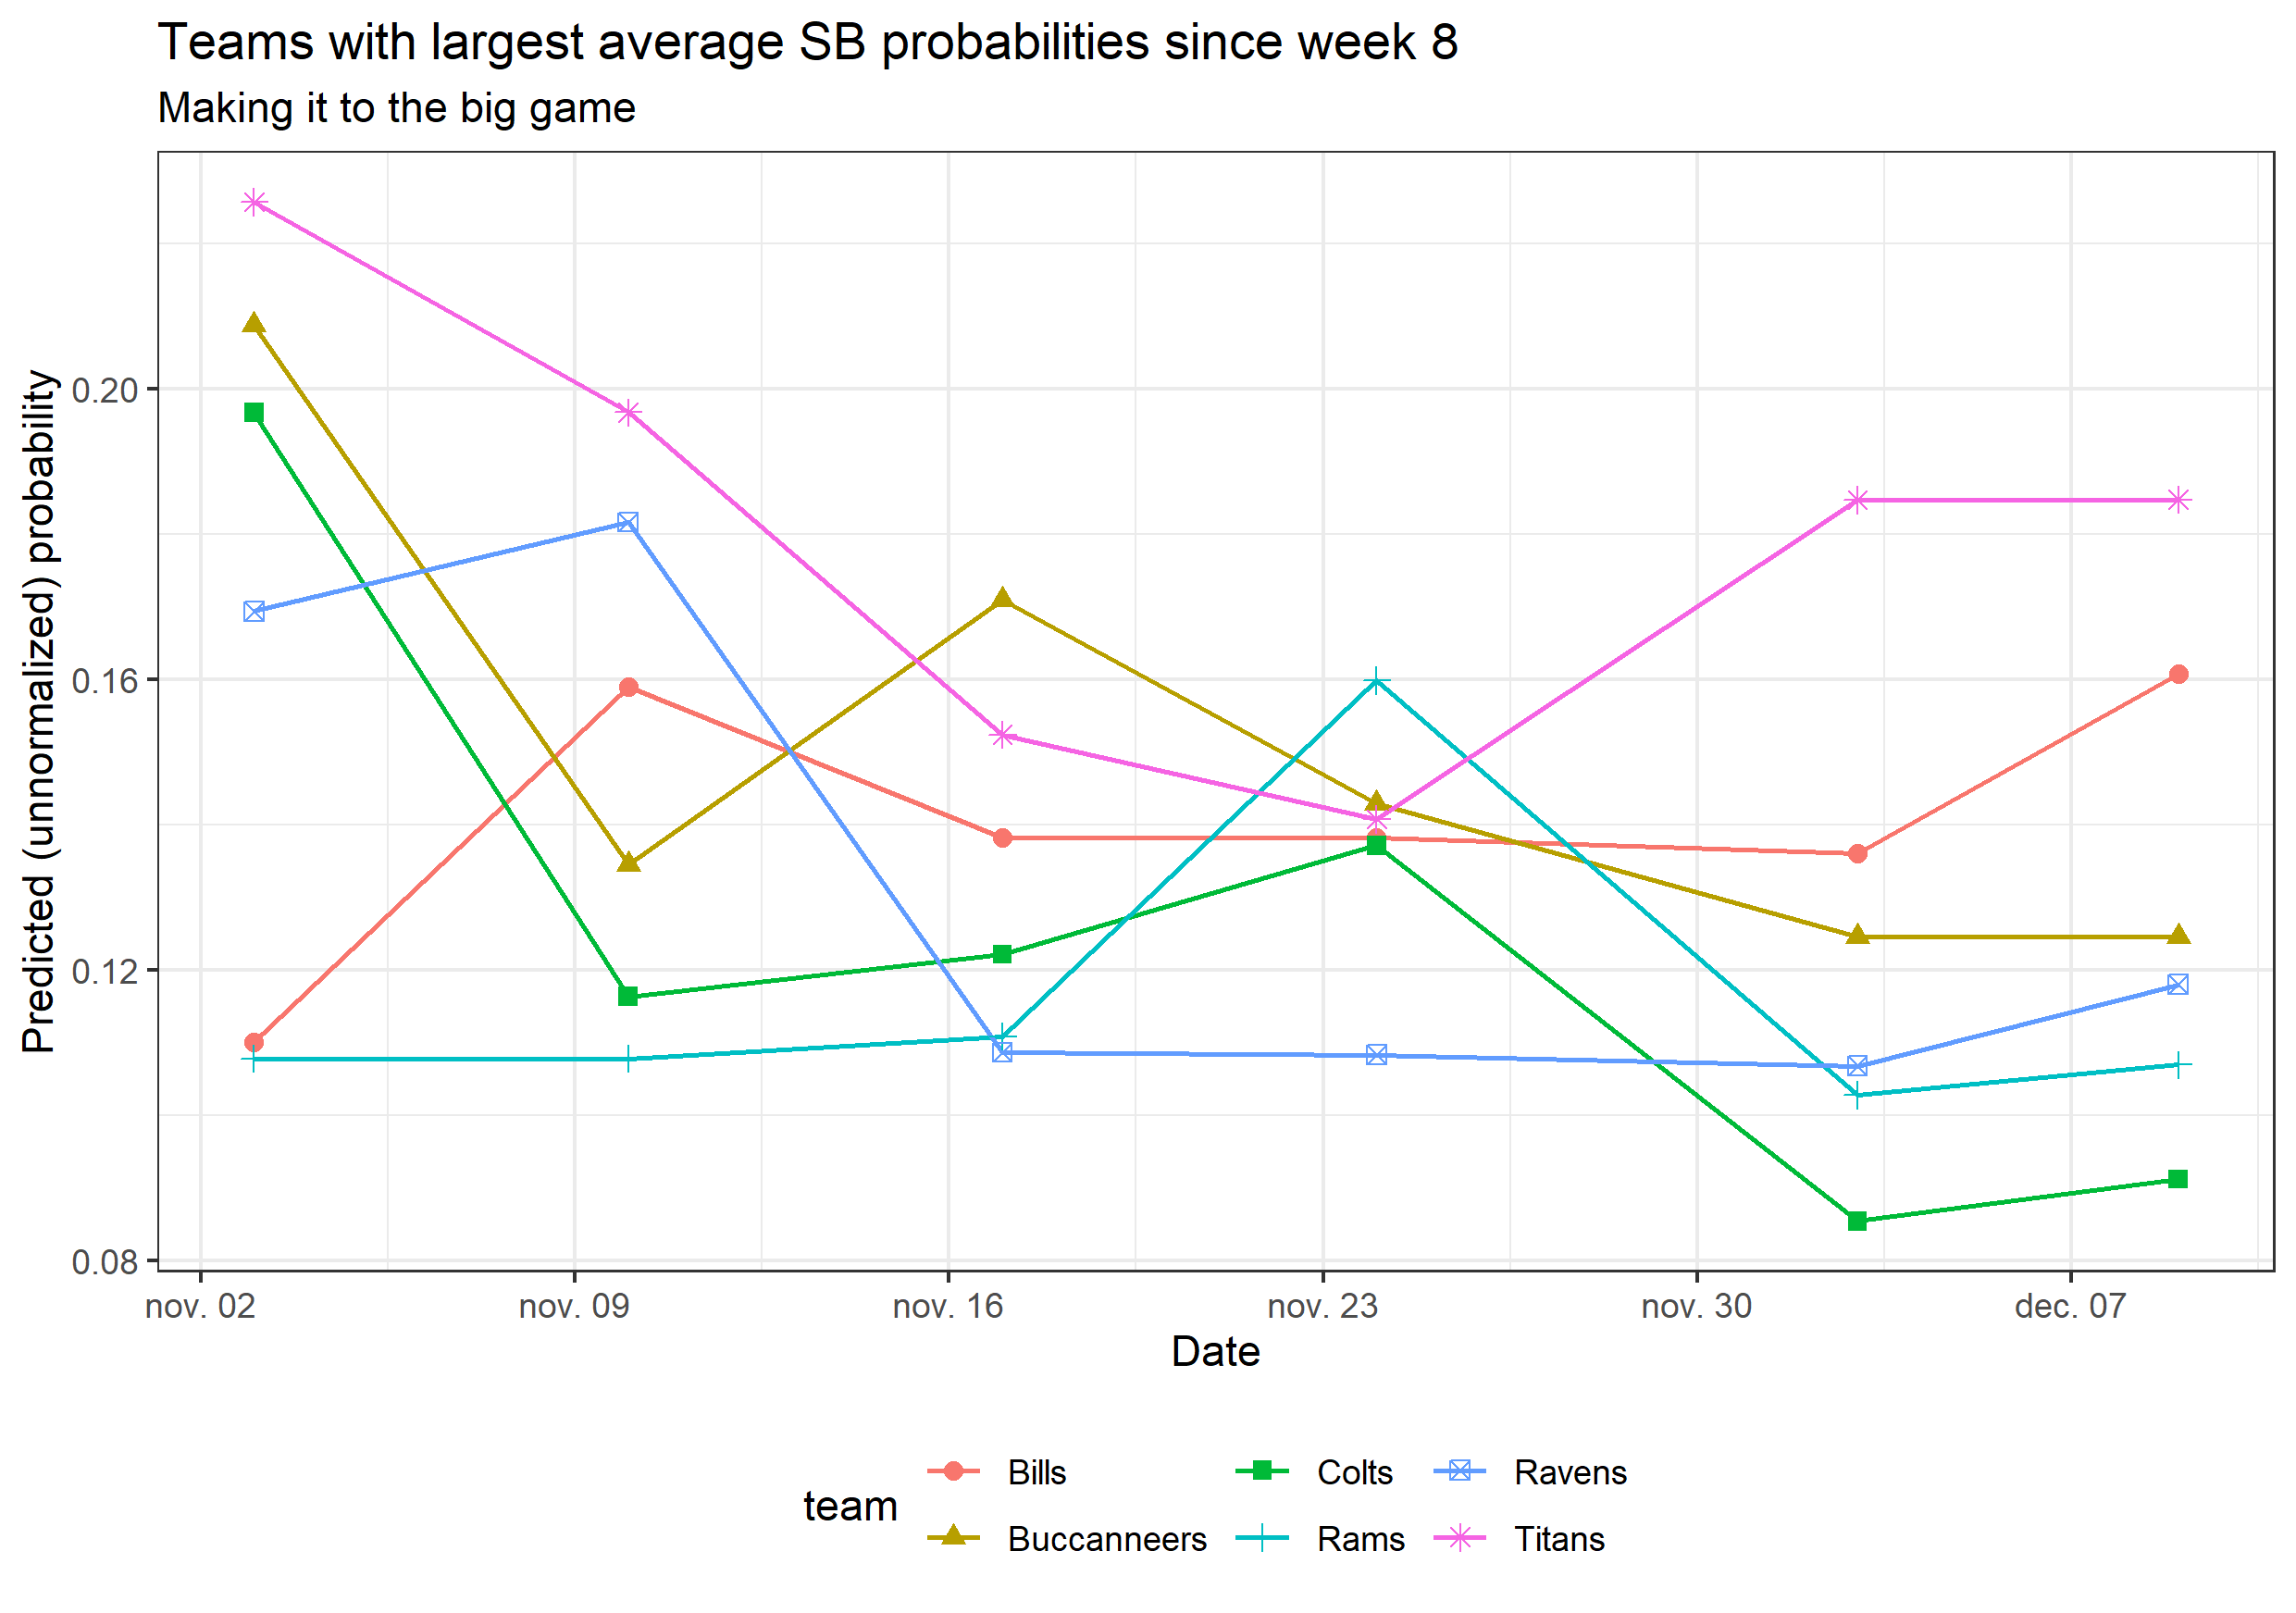 Teams with largest average SB probabilities since week 8
Making it to the big game
Predicted (unnormalized) probability
0.20
0.16
0.12
0.08
nov. 02 nov. 09 nov. 16 nov. 23 nov. 30 dec. 07
Date
team
Bills Colts Ravens
Buccanneers Rams Titans